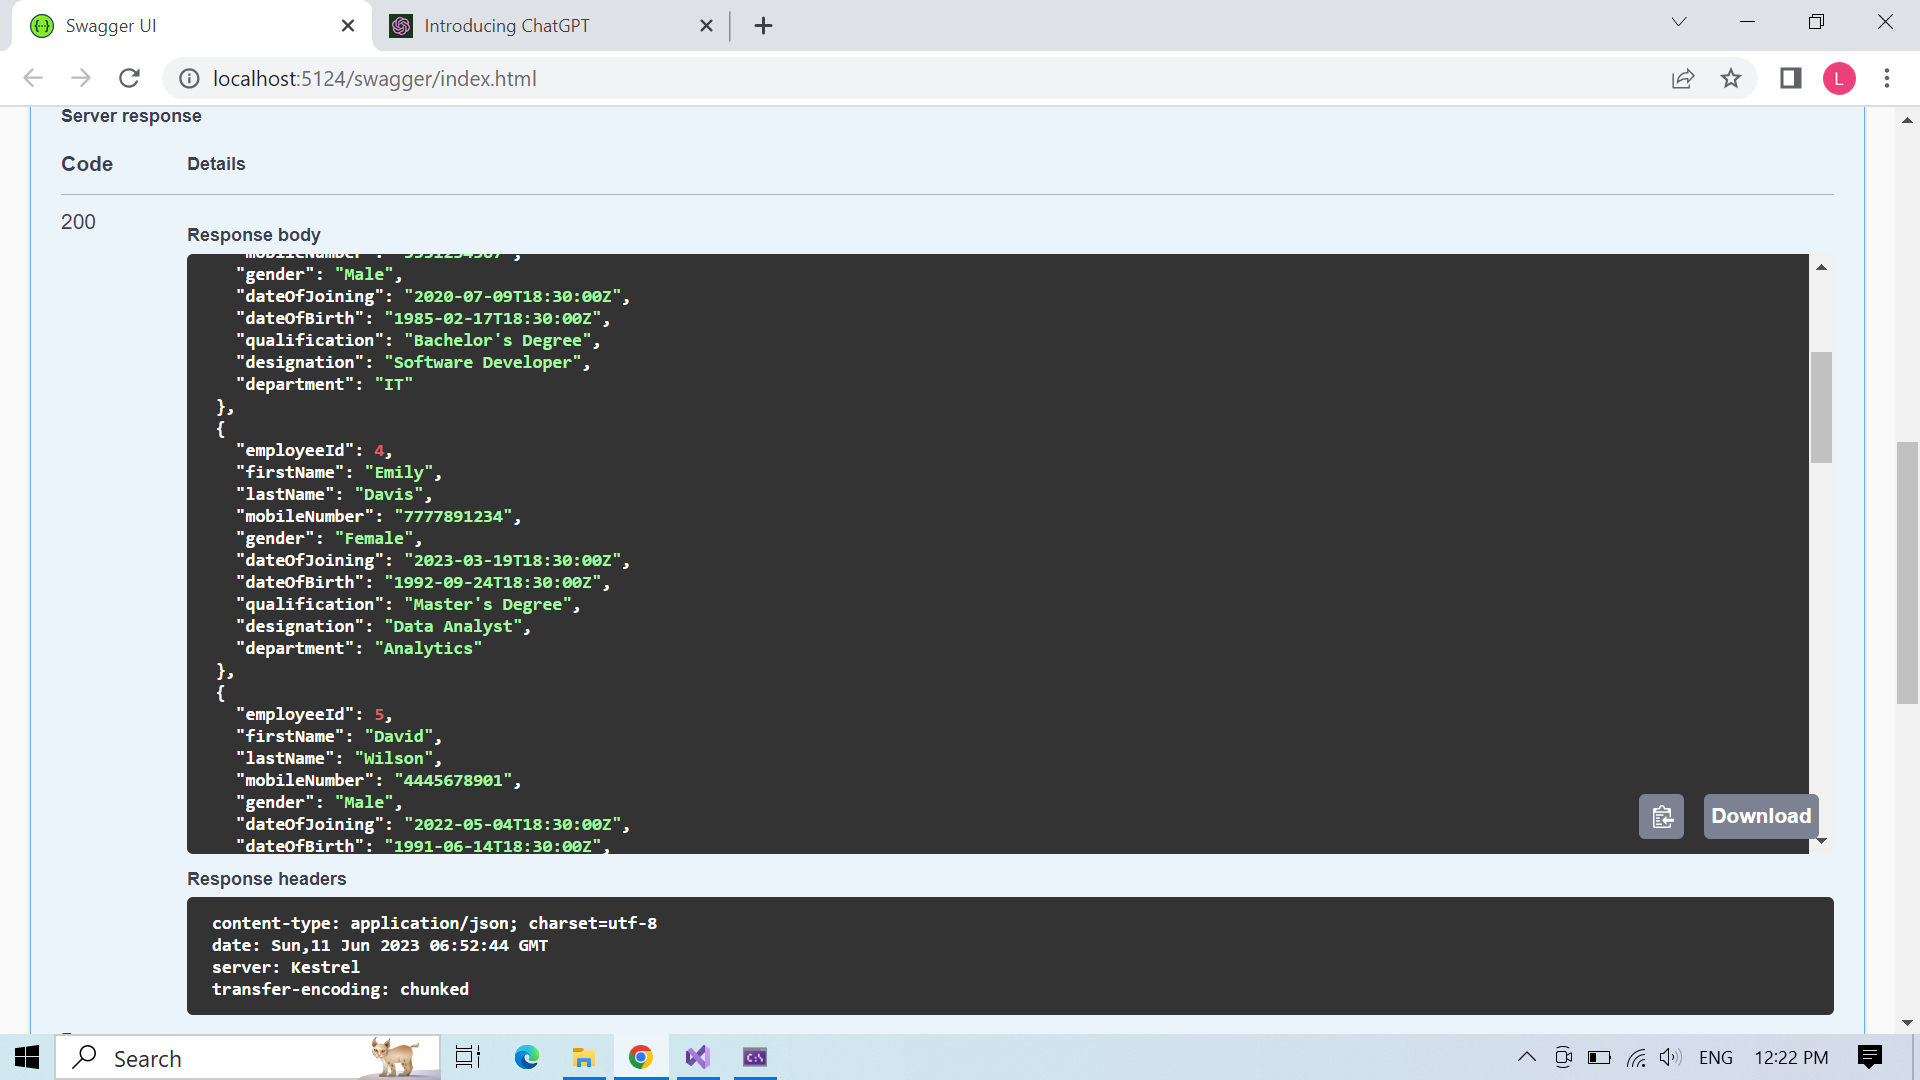 Swagger UI
Introducing ChatGPT
localhost:5124/swagger/index.html
L
Server response
Code
Details
200
Response body
"gender": "Male",
"dateOfJoining": "2020-07-09T18:30:00Z",
"dateOfBirth": "1985-02-17T18:30:00Z",
"qualification": "Bachelor's Degree",
"designation": "Software Developer",
"department": "IT"
},
{
"employeeId": 4,
"firstName": "Emily",
"lastName": "Davis",
"mobileNumber": "7777891234",
"gender": "Female",
"dateOfJoining": "2023-03-19T18:30:00Z",
"dateOfBirth": "1992-09-24T18:30:00Z",
"qualification": "Master's Degree",
"designation": "Data Analyst",
"department": "Analytics"
},
{
"employeeId": 5,
"firstName": "David",
"lastName": "Wilson",
"mobileNumber": "4445678901",
"gender": "Male",
"dateOfJoining": "2022-05-04T18:30:00Z",
"dateOfBirth": "1991-06-14T18:30:00Z",
Download
Response headers
content-type: application/json; charset=utf-8
date: Sun,11 Jun 2023 06:52:44 GMT
server: Kestrel
transfer-encoding: chunked
Search
ENG
12:22 PM